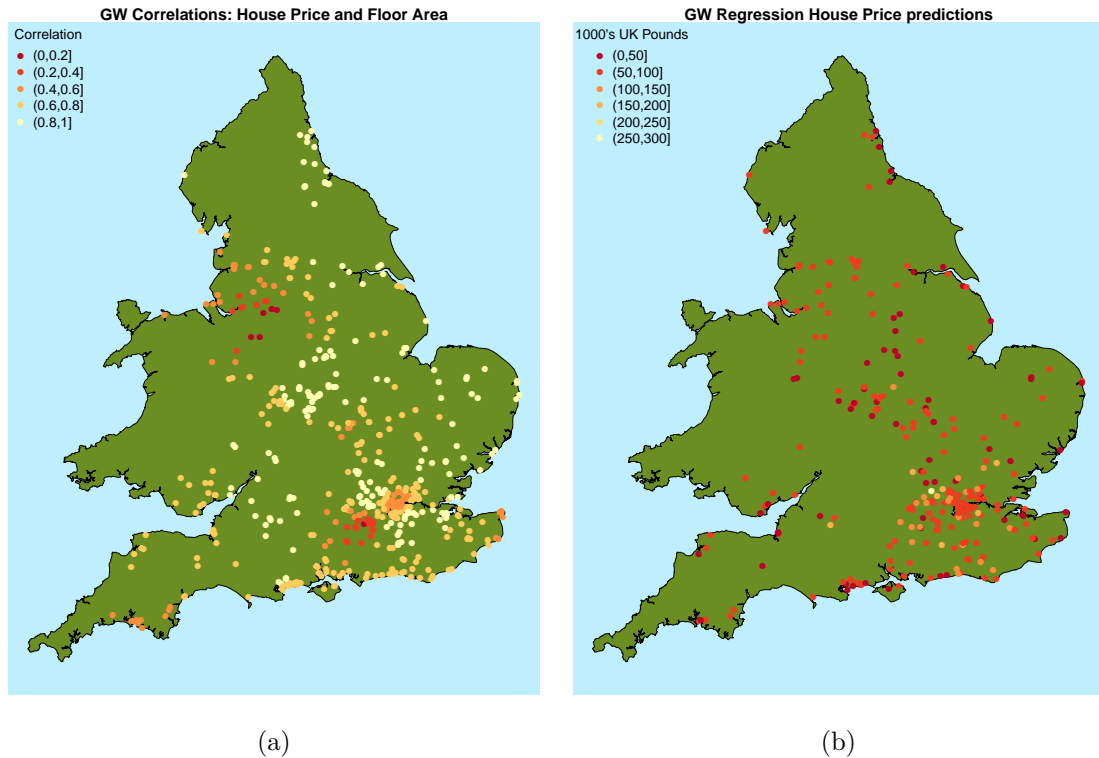 GW Correlations: House Price and Floor Area
Correlation
(0,0.2]
(0.2,0.4]
(0.4,0.6]
(0.6,0.8]
(0.8,1]
(a)
GW Regression House Price predictions
1000's UK Pounds
(0,50]
(50,100]
(100,150]
(150,200]
(200,250]
(250,300]
(b)